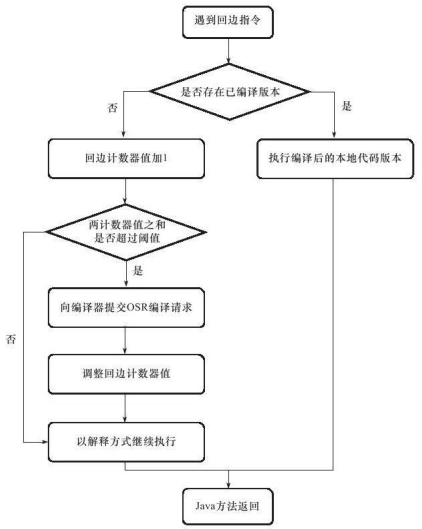 遇到回边指令
是否存在已编译版本
否
是
回边计数器值加1
执行编译后的本地代码版本
两计数器值之和
是否超过阈值
是
向编译器提交OSR编译请求
否
调整回边计数器值
以解释方式继续执行
Java方法返回